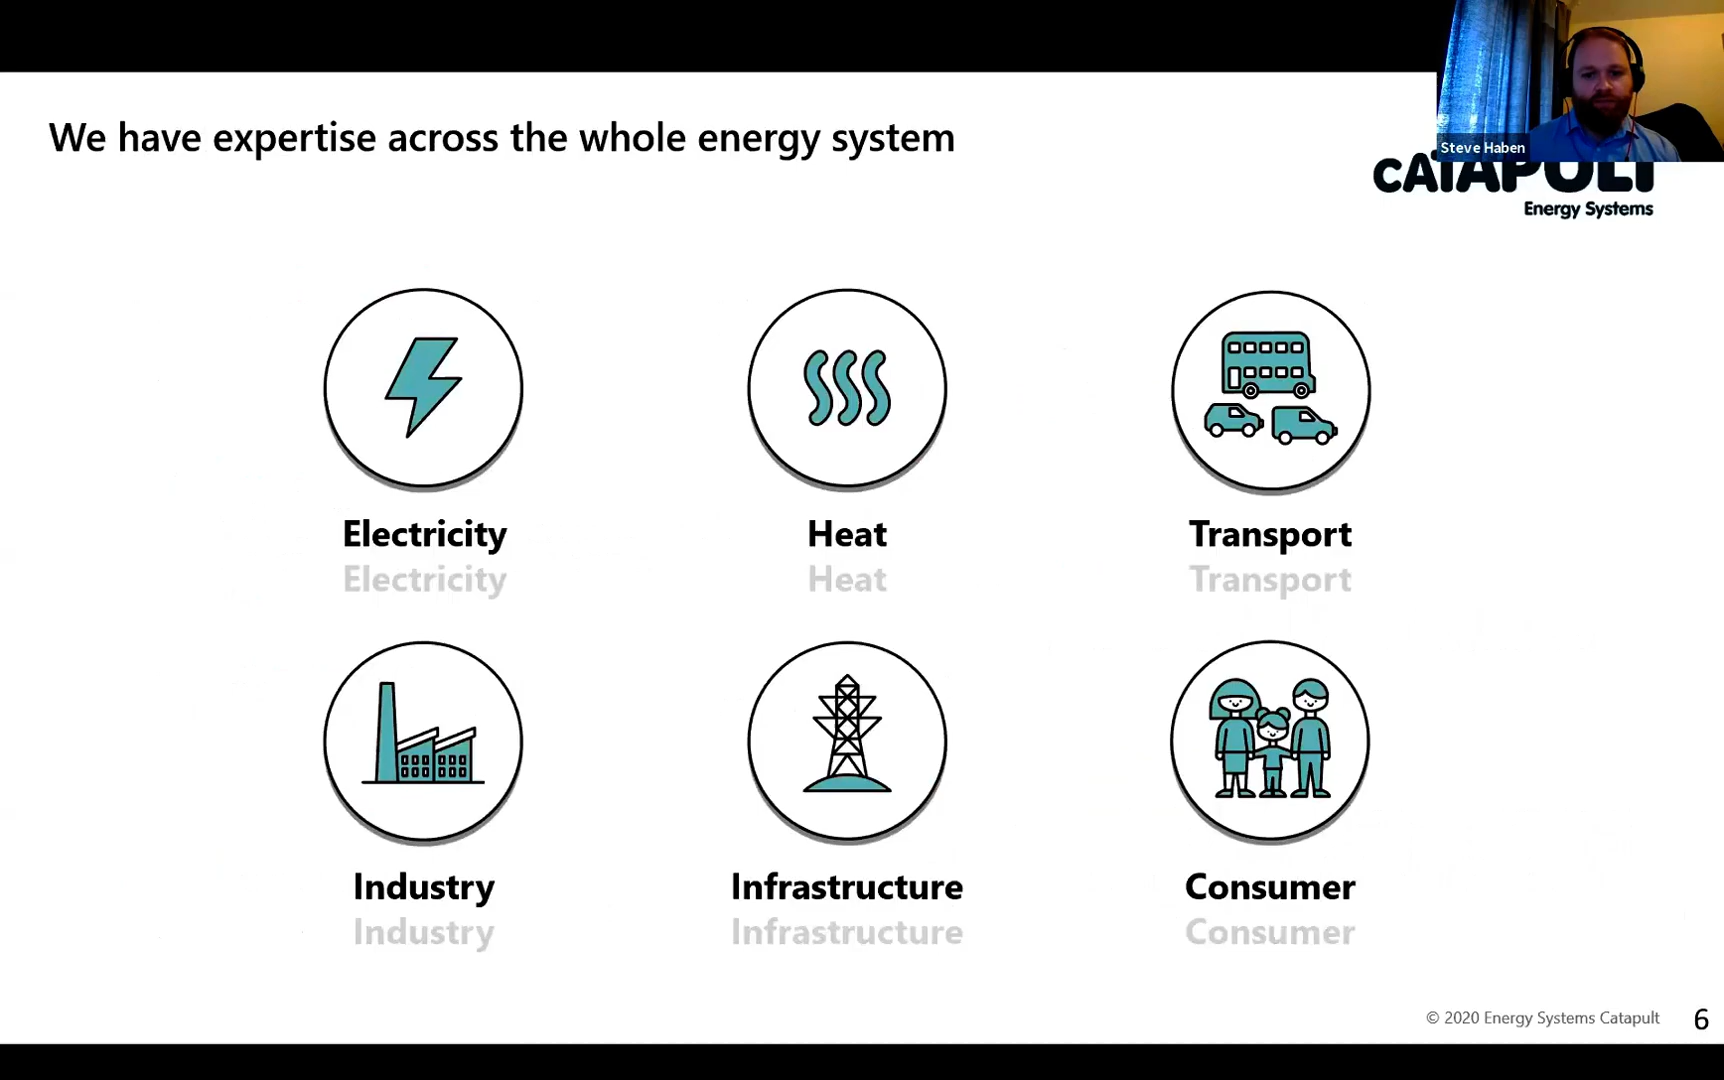 We have expertise across the whole energy system
Steve Haben
CATAPULT
Energy Systems
Electricity
Electricity
Heat
Heat
Transport
Transport
Industry
Industry
Infrastructure
Infrastructure
Consumer
Consumer
© 2020 Energy Systems Catapult
6